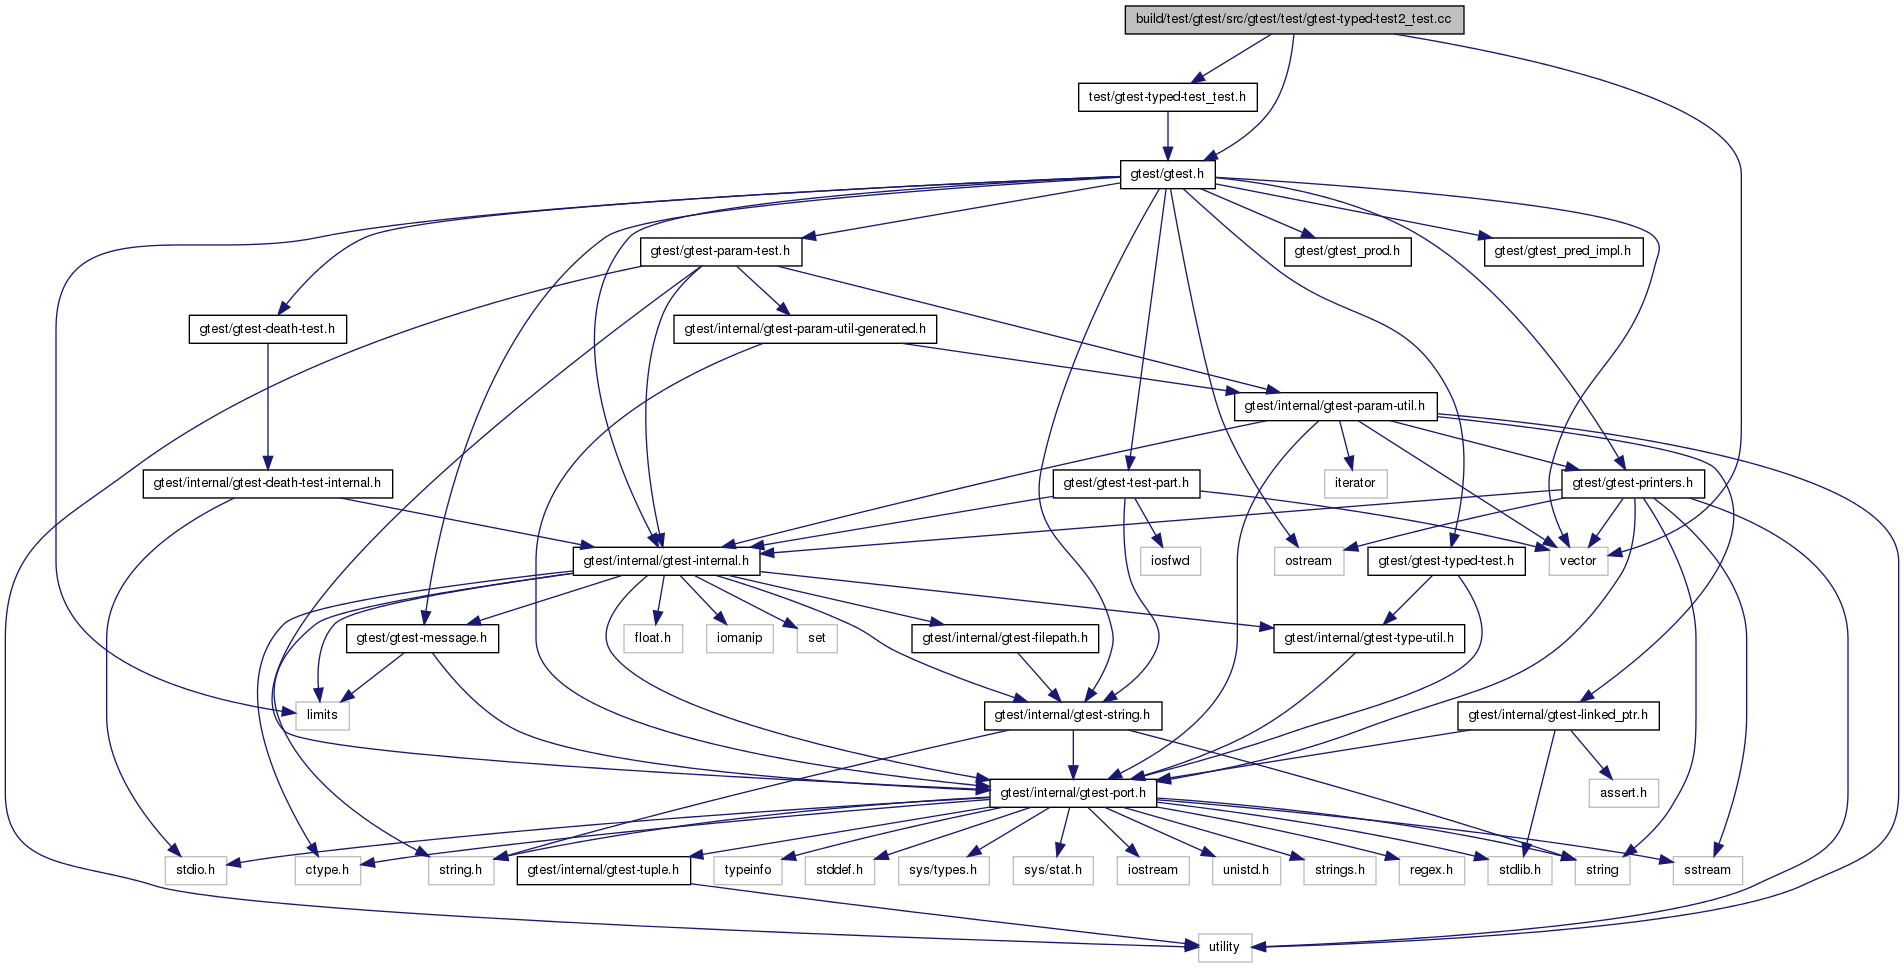 build/test/gtest/src/gtest/test/gtest-typed-test2_test.cc
test/gtest-typed-test_test.h
gtest/gtest.h
gtest/gtest-param-test.h
gtest/gtest_prod.h
gtest/gtest_pred_impl.h
gtest/gtest-death-test.h
gtest/internal/gtest-param-util-generated.h
gtest/internal/gtest-param-util.h
gtest/internal/gtest-death-test-internal.h
gtest/gtest-test-part.h
iterator
gtest/gtest-printers.h
gtest/internal/gtest-internal.h
iosfwd
ostream
gtest/gtest-typed-test.h
vector
gtest/gtest-message.h
float.h
iomanip
set
gtest/internal/gtest-filepath.h
gtest/internal/gtest-type-util.h
limits
gtest/internal/gtest-string.h
gtest/internal/gtest-linked_ptr.h
gtest/internal/gtest-port.h
assert.h
stdio.h
ctype.h
string.h
gtest/internal/gtest-tuple.h
typeinfo
stddef.h
sys/types.h
sys/stat.h
iostream
unistd.h
strings.h
regex.h
stdlib.h
string
sstream
utility